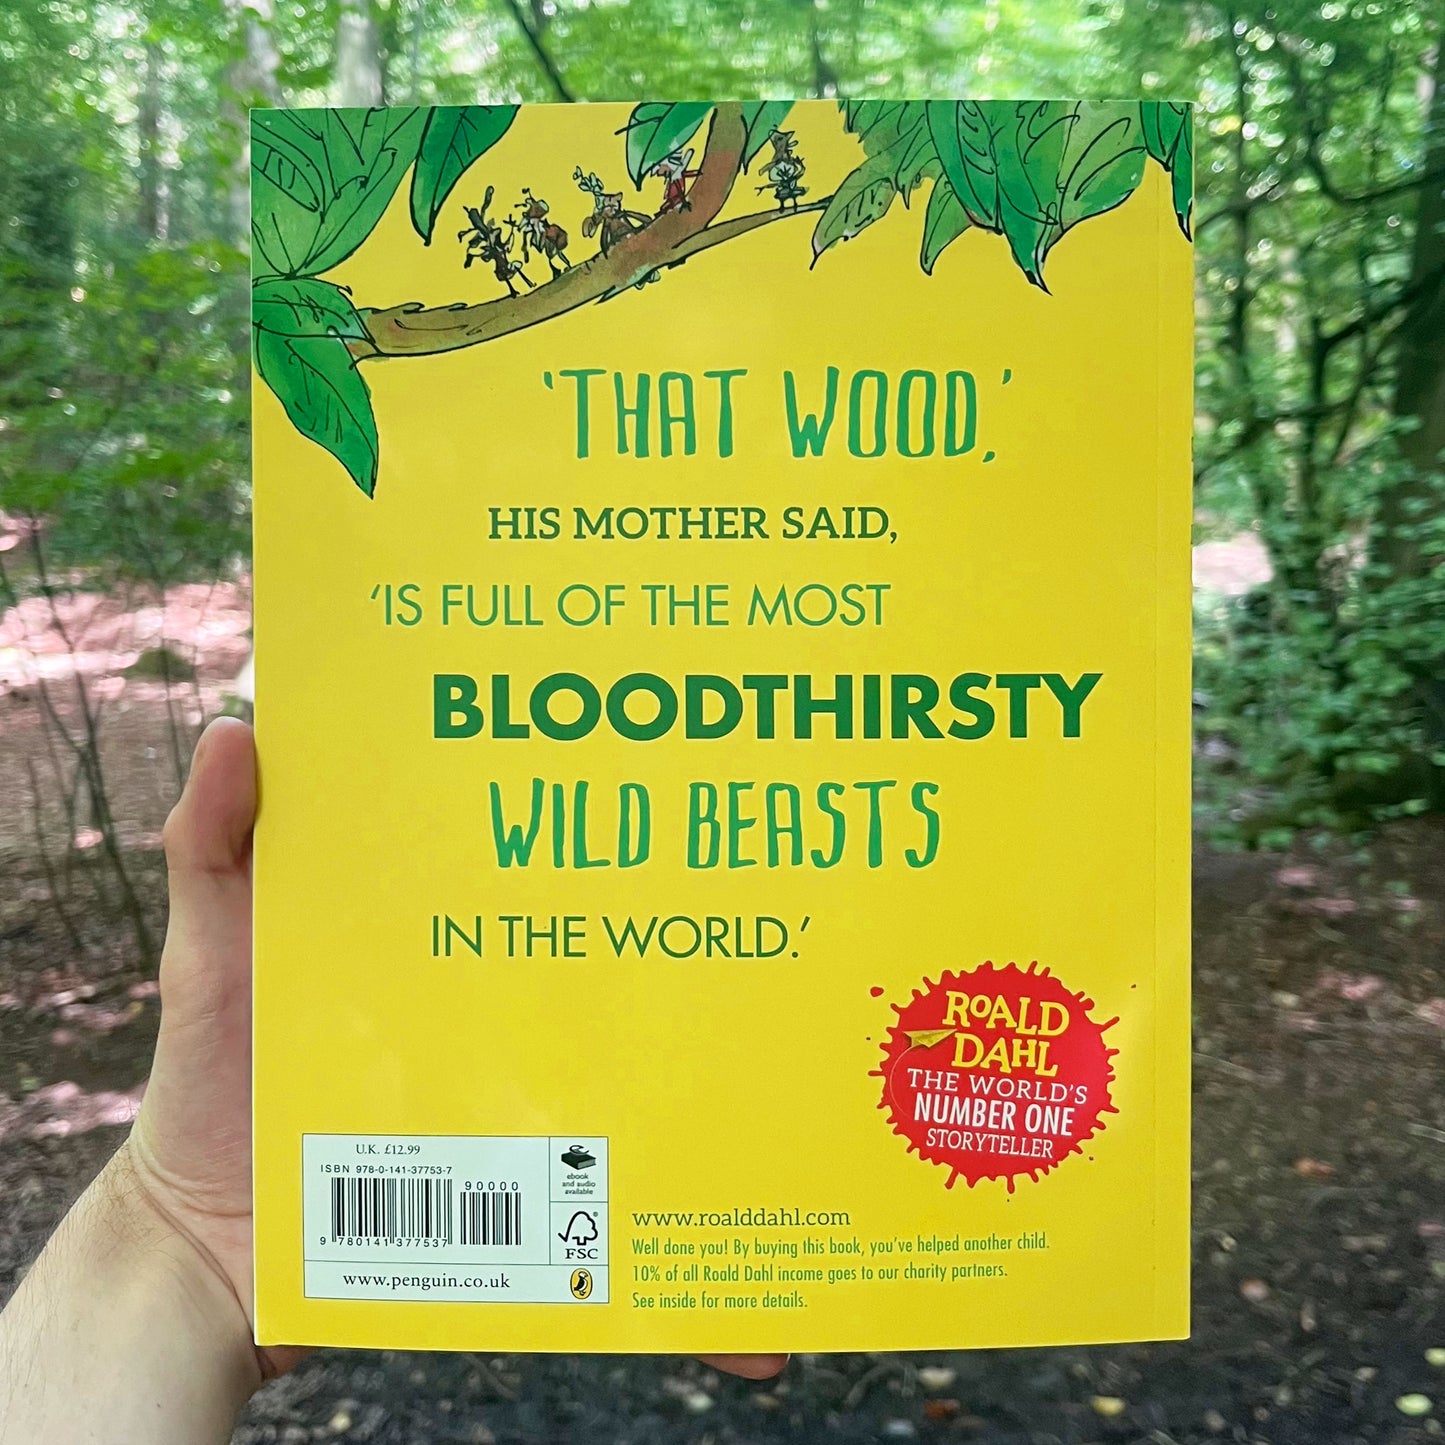 ‘THAT WOOD,’
HIS MOTHER SAID,
‘IS FULL OF THE MOST
BLOODTHIRSTY
WILD BEASTS
IN THE WORLD.’
ROALD
DAHL
THE WORLD'S
NUMBER ONE
STORYTELLER
U.K. £12.99
ISBN 978-0-141-37753-7
90000
9 780141 377537
ebook
and audio
available
FSC
www.penguin.co.uk
www.roalddahl.com
Well done you! By buying this book, you've helped another child.
10% of all Roald Dahl income goes to our charity partners.
See inside for more details.